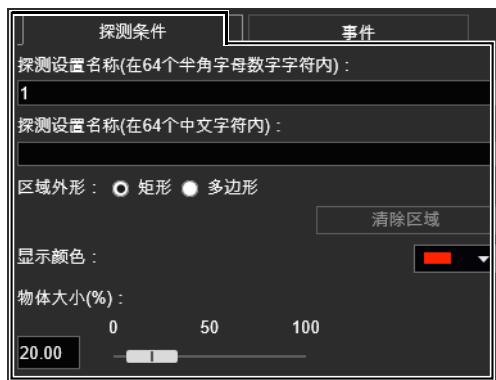 探测条件 事件
探测设置名称(在64个半角字母数字字符内) :
1
探测设置名称(在64个中文字符内) :
区域外形 : 矩形 多边形
清除区域
显示颜色 :
物体大小(%) :
0 50 100
20.00